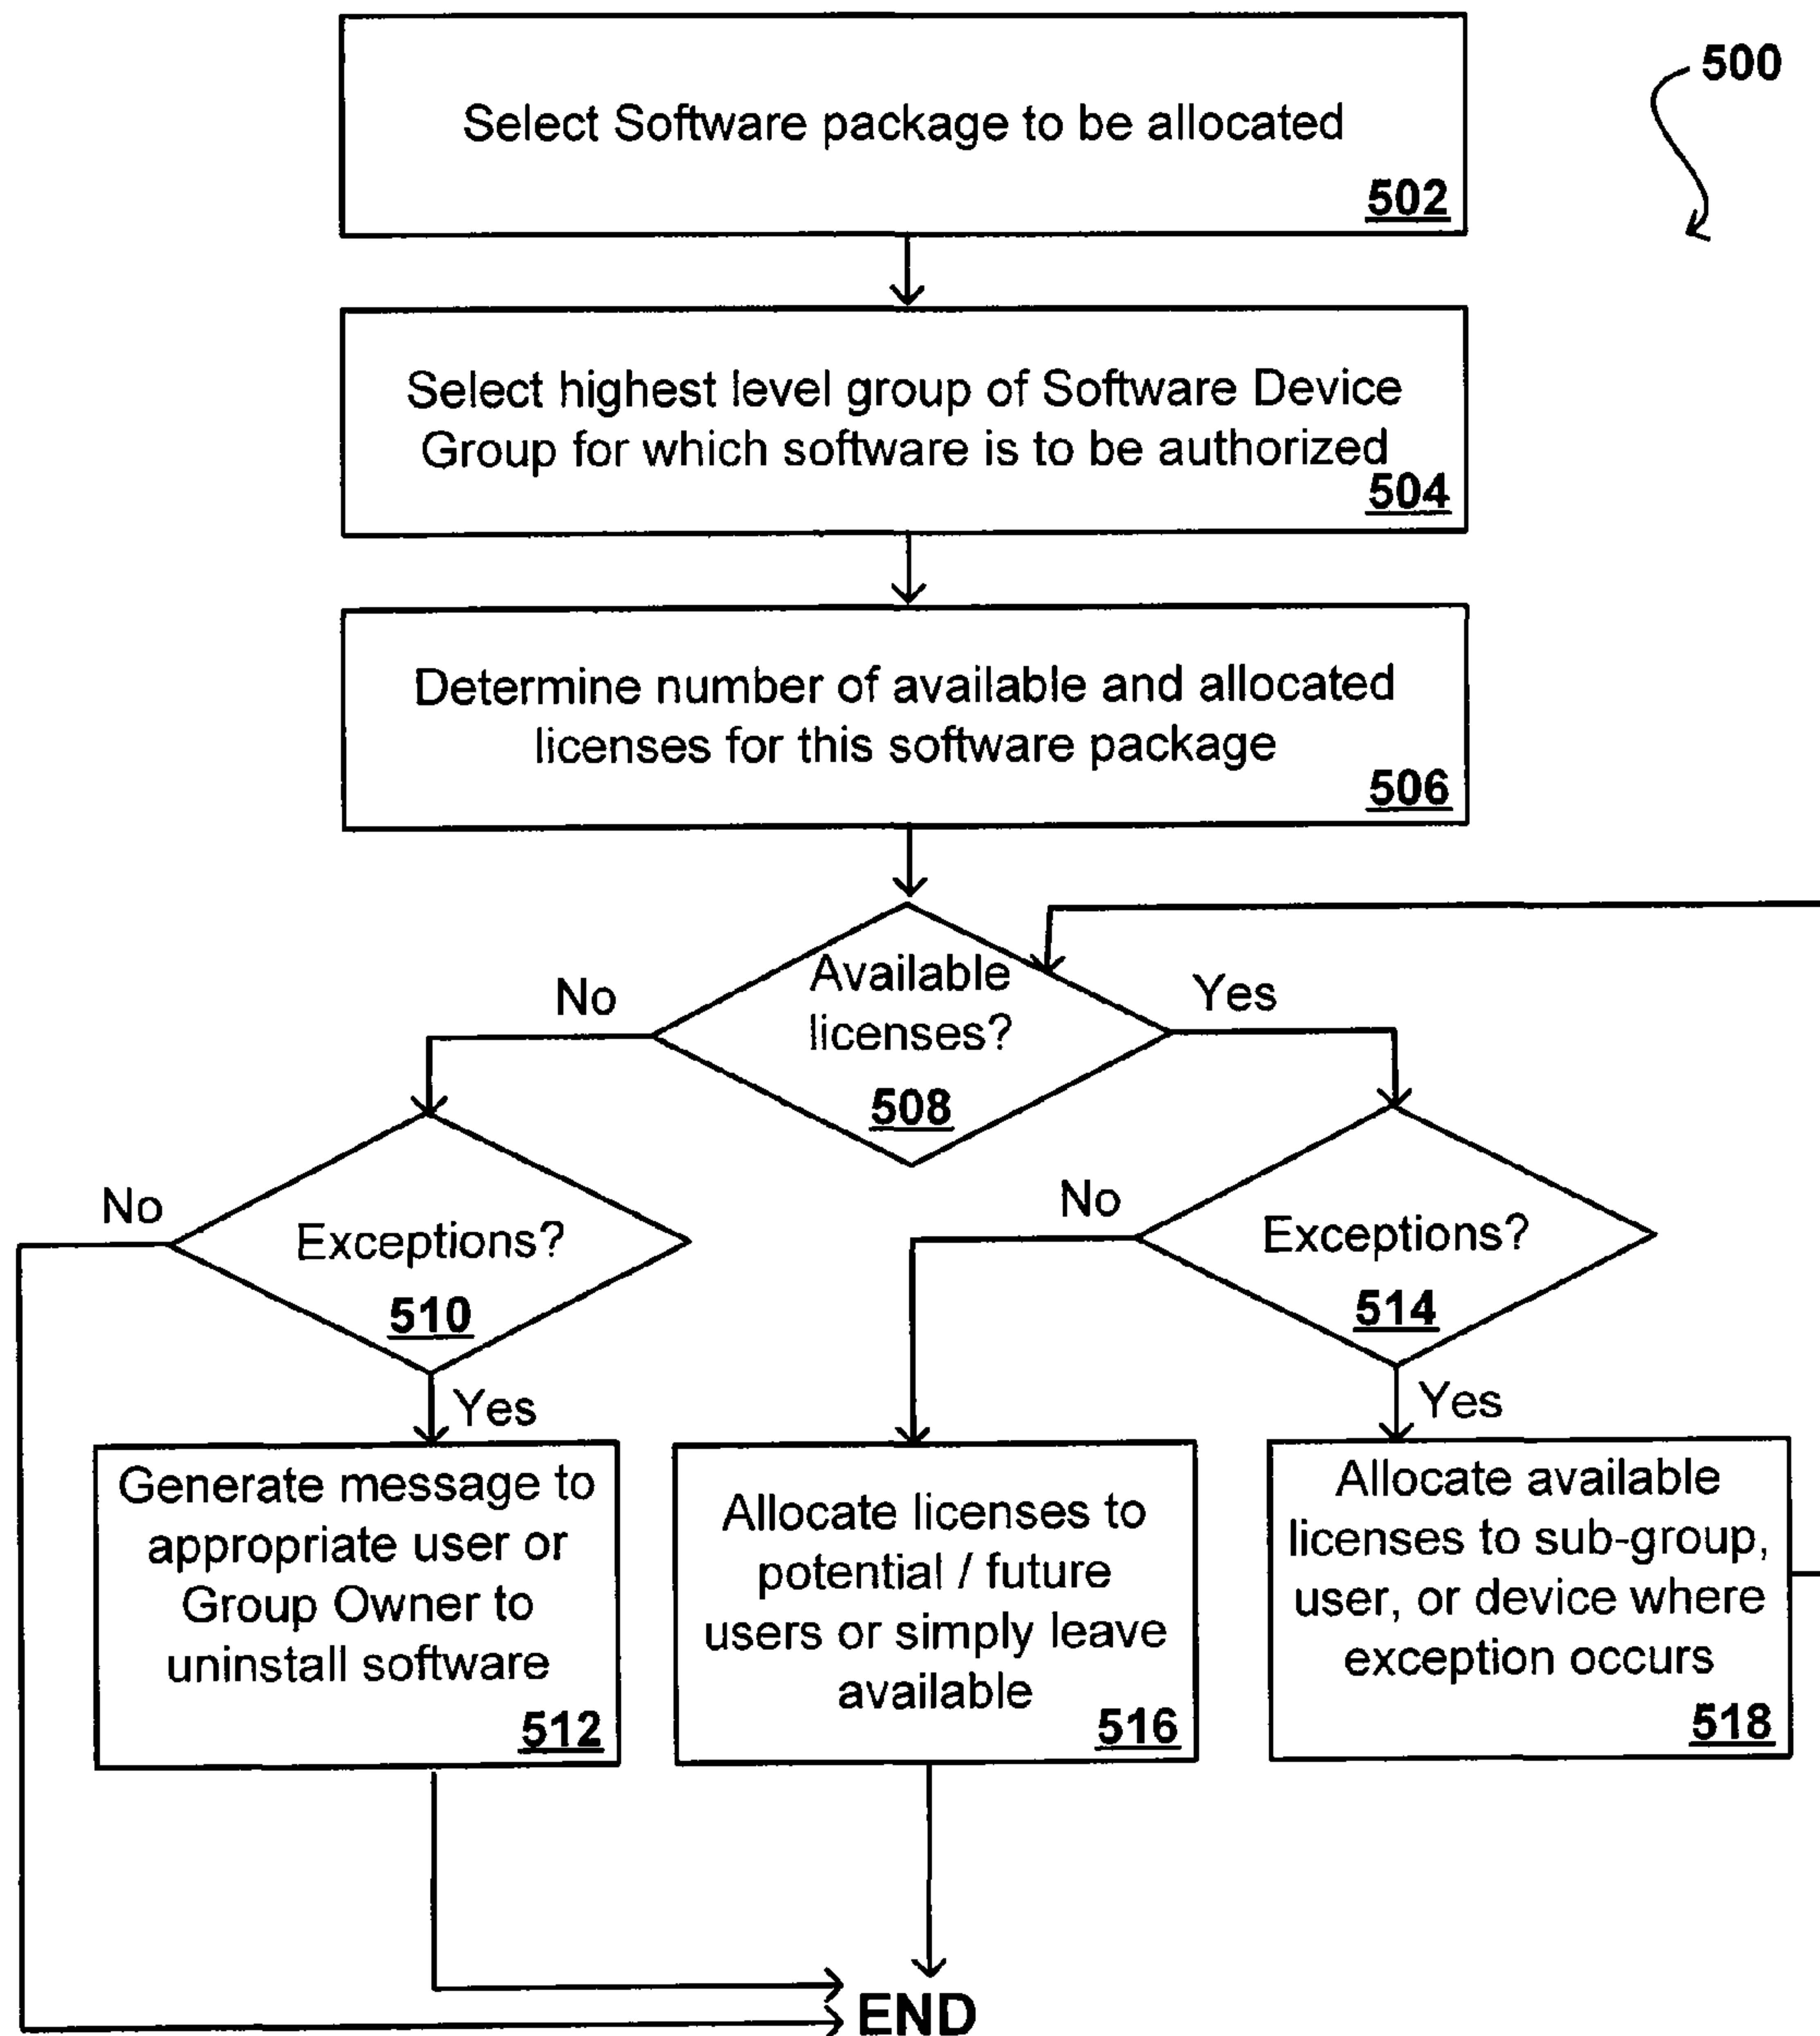 500
Select Software package to be allocated
502
Select highest level group of Software Device
Group for which software is to be authorized
504
Determine number of available and allocated
licenses for this software package
506
Available
licenses?
508
No
Yes
Exceptions?
510
No
Yes
Exceptions?
514
No
Yes
Generate message to
appropriate user or
Group Owner to
uninstall software
512
Allocate licenses to
potential / future
users or simply leave
available
516
Allocate available
licenses to sub-group,
user, or device where
exception occurs
518
END